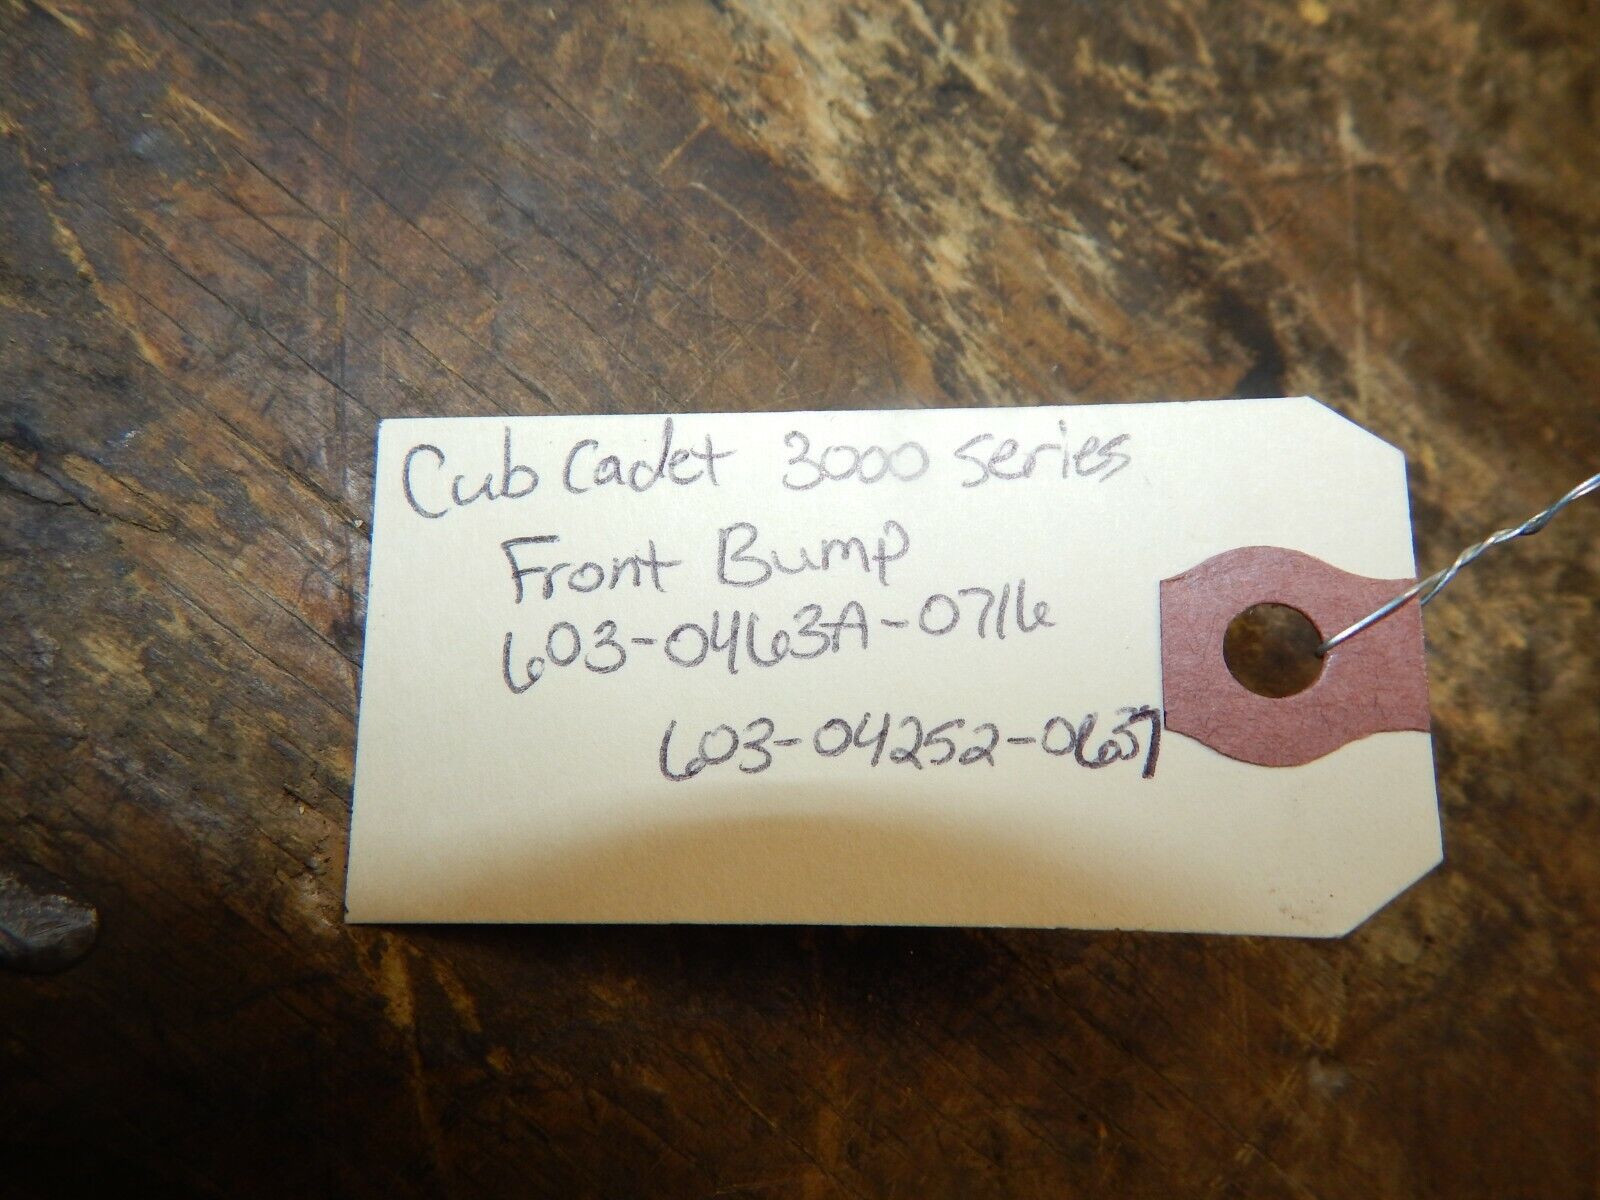 Cub Cadet 3000 series
Front Bump
603-0463A-0716
603-04252-0637